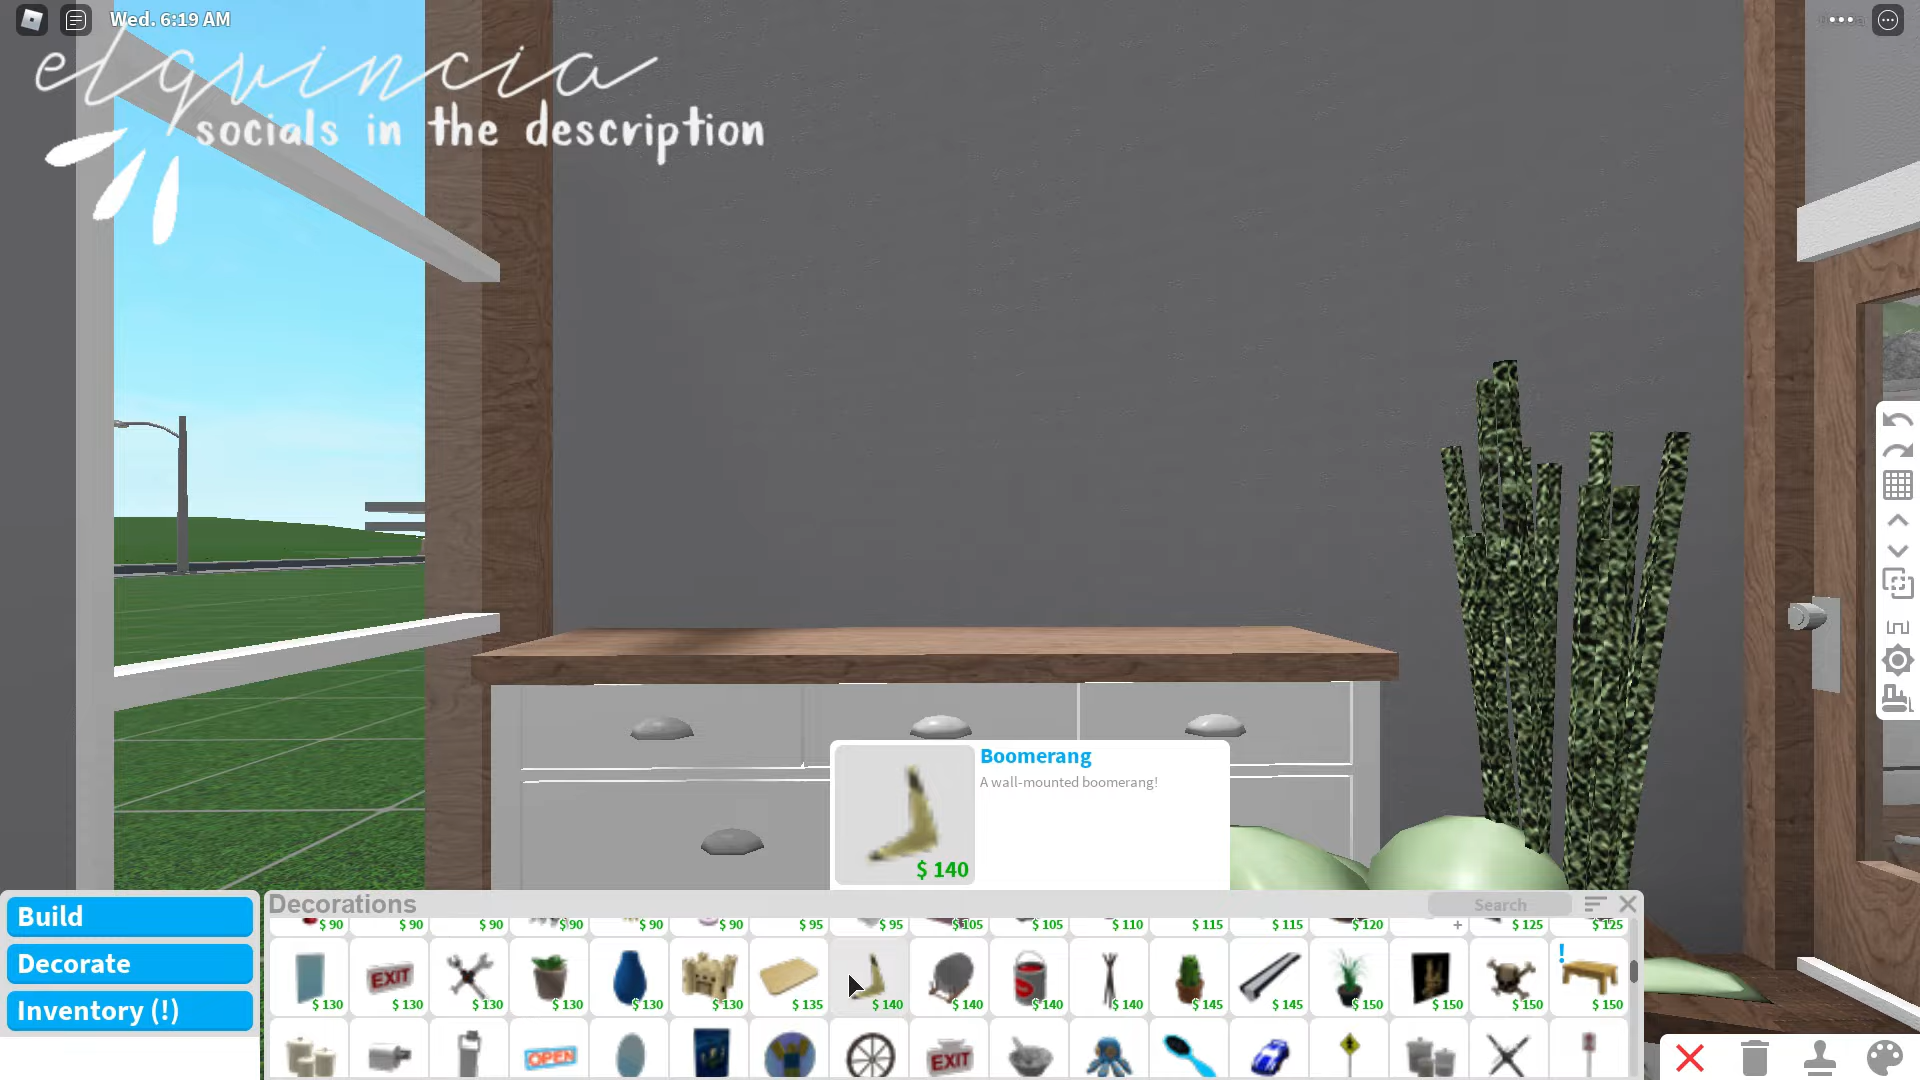 Wed. 6:19 AM
elquincia
socials in the description
Boomerang
A wall-mounted boomerang!
$ 140
Build
Decorate
Inventory (!)
Decorations
Search
$ 90 $ 90 $ 90 $ 90 $ 90 $ 90 $ 95 $ 95 $ 105 $ 105 $ 110 $ 115 $ 115 $ 120 + $ 125 $ 125
EXIT
!
$ 130 $ 130 $ 130 $ 130 $ 130 $ 130 $ 135 $ 140 $ 140 $ 140 $ 140 $ 145 $ 145 $ 150 $ 150 $ 150 $ 150
OPEN
EXIT